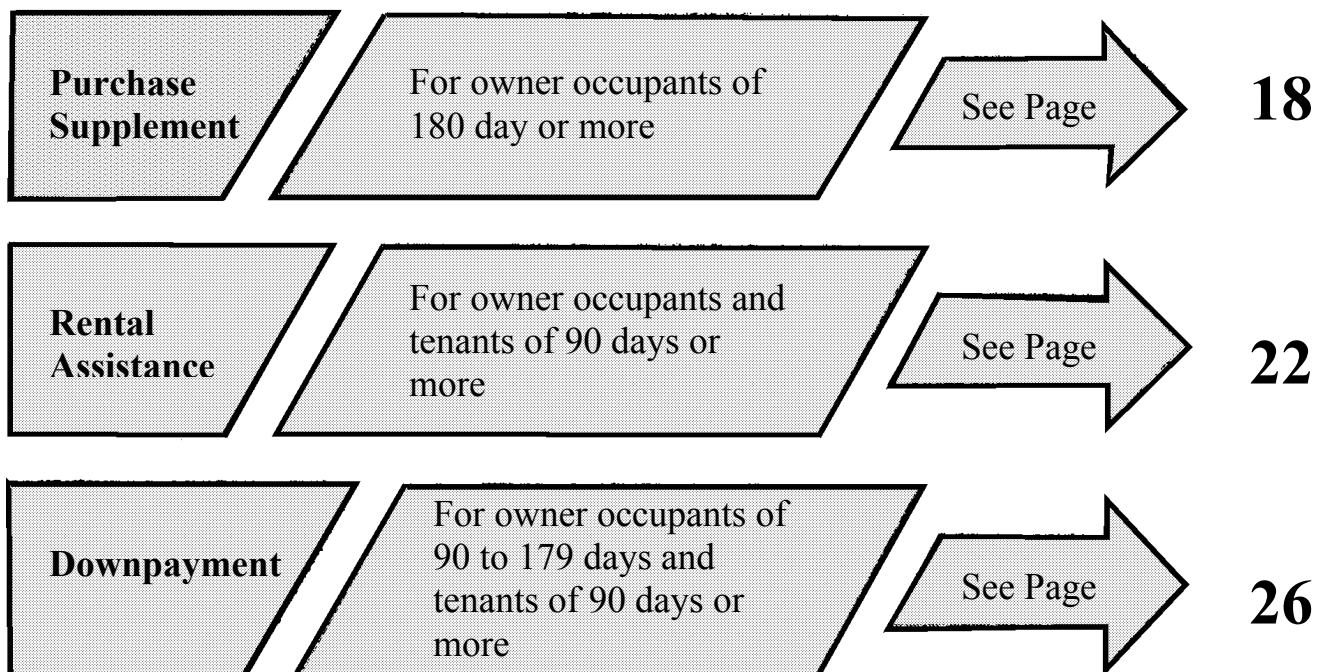 Purchase
Supplement
For owner occupants of
180 day or more
See Page
18
Rental
Assistance
For owner occupants and
tenants of 90 days or
more
See Page
22
Downpayment
For owner occupants of
90 to 179 days and
tenants of 90 days or
more
See Page
26